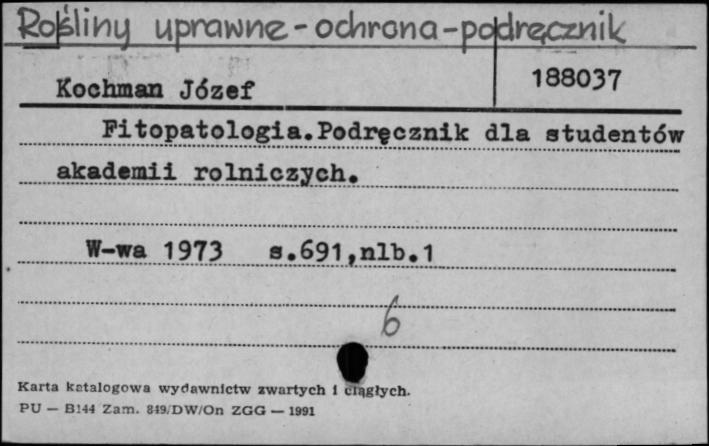 Rośliny uprawne-ochrona-podręcznik
Kochman Józef
188037
Fitopatologia.Podręcznik dla studentów
akademii rolniczych.
W-wa 1973 s.691,nlb.1
6
Karta katalogowa wydawnictw zwartych i ciągłych.
PU — B144 Zam. 849/DW/On ZGG — 1991